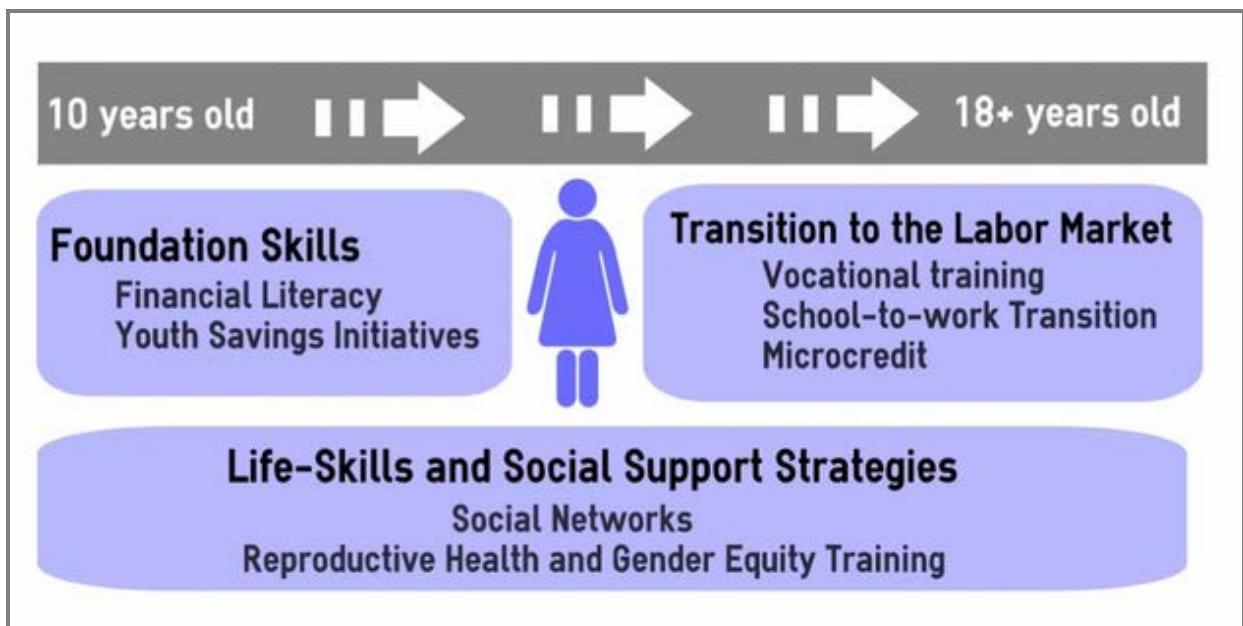 10 years old
18+ years old
Foundation Skills
Financial Literacy
Youth Savings Initiatives
Transition to the Labor Market
Vocational training
School-to-work Transition
Microcredit
Life-Skills and Social Support Strategies
Social Networks
Reproductive Health and Gender Equity Training